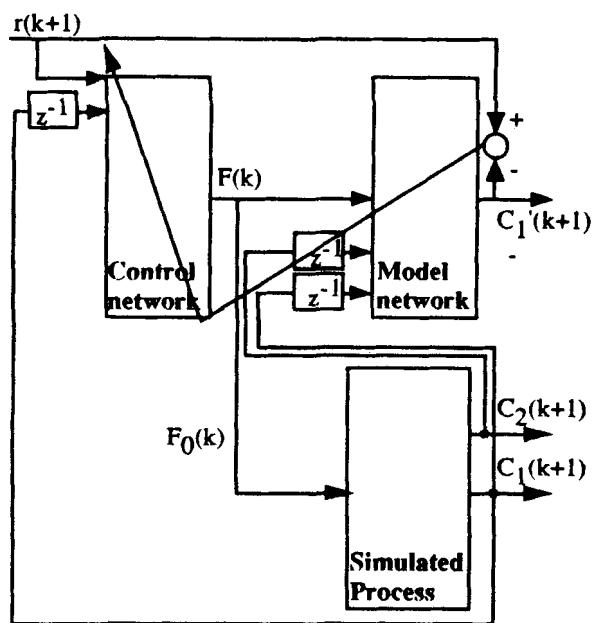 r(k+1)
z-1
+
F(k)
-
C1'(k+1)
z-1
-
Control
network
Model
network
z-1
C2(k+1)
F0(k)
C1(k+1)
Simulated
Process